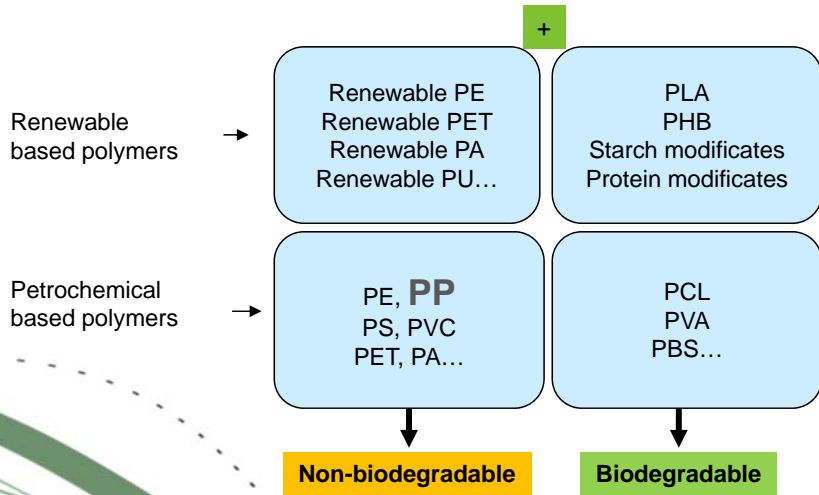 +
Renewable
based polymers
Renewable PE
Renewable PET
Renewable PA
Renewable PU…
PLA
PHB
Starch modificates
Protein modificates
Petrochemical
based polymers
PE, PP
PS, PVC
PET, PA…
PCL
PVA
PBS…
Non-biodegradable
Biodegradable